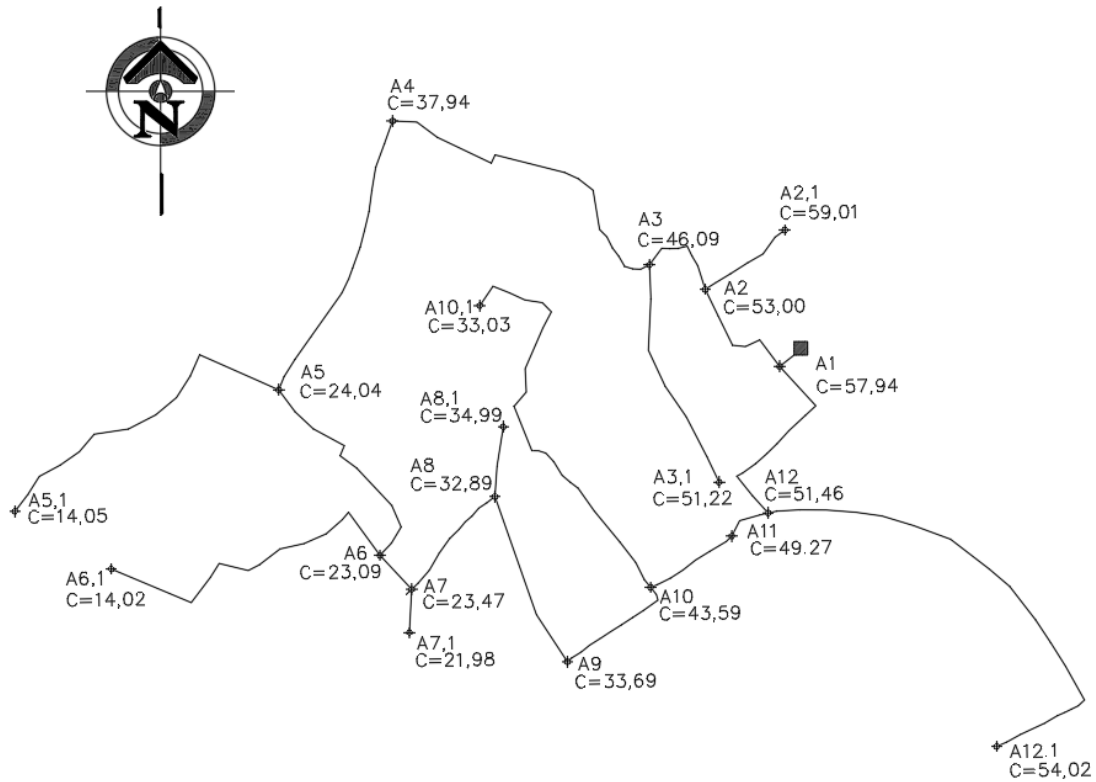 N
A4
C=37,94
A2,1
C=59,01
A3
C=46,09
A2
C=53,00
A10,1
C=33,03
A1
C=57,94
A5
C=24,04
A8,1
C=34,99
A8
C=32,89
A3,1
C=51,22
A12
C=51,46
A5,1
C=14,05
A11
C=49.27
A6
C=23,09
A6,1
C=14,02
A7
C=23,47
A10
C=43,59
A7,1
C=21,98
A9
C=33,69
A12.1
C=54,02